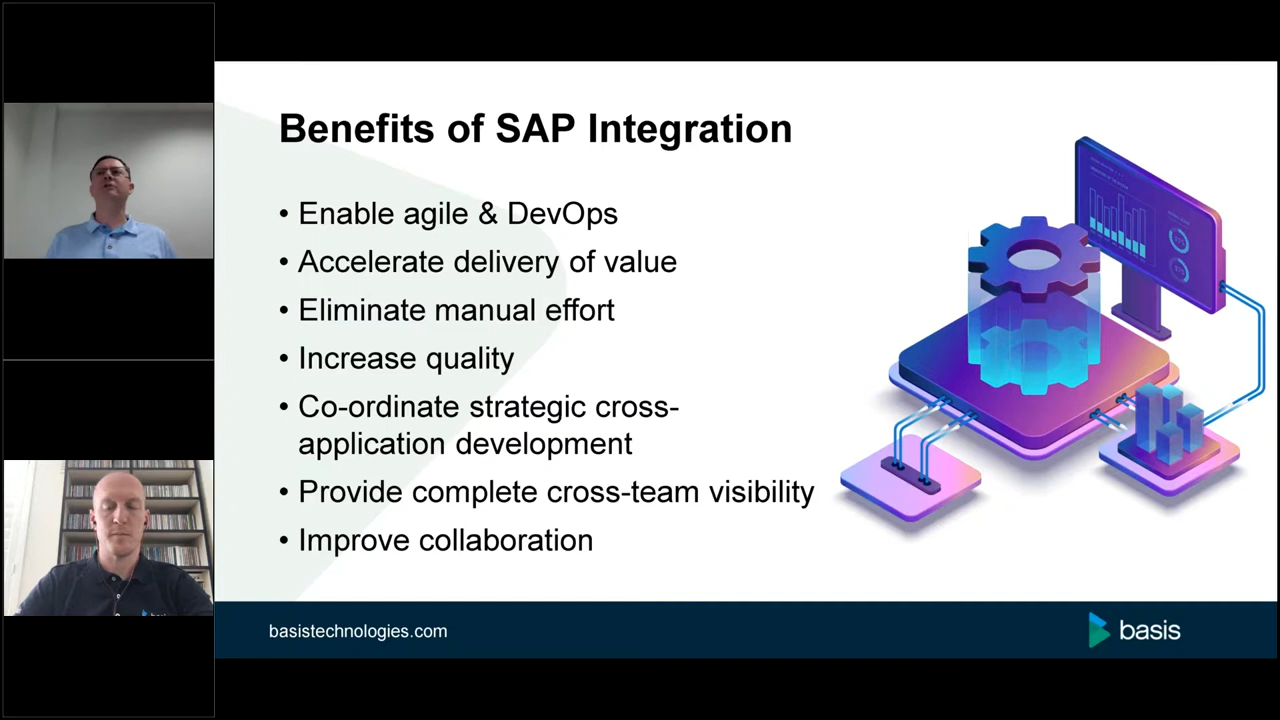 Benefits of SAP Integration
• Enable agile & DevOps
• Accelerate delivery of value
• Eliminate manual effort
• Increase quality
• Co-ordinate strategic cross-
application development
• Provide complete cross-team visibility
• Improve collaboration
basistechnologies.com
basis